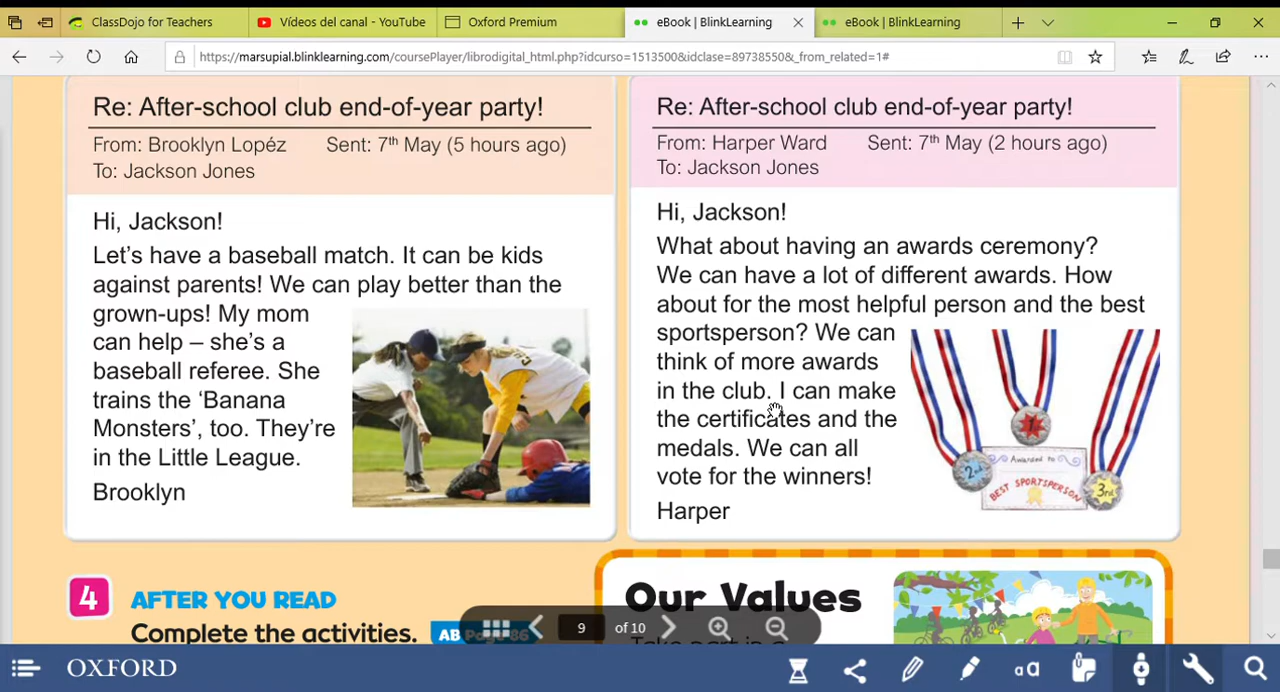 ClassDojo for Teachers
Vídeos del canal - YouTube
Oxford Premium
eBook | BlinkLearning
eBook | BlinkLearning
https://marsupial.blinklearning.com/coursePlayer/librodigital_html.php?idcurso=1513500&idclase=89738550&_from_related=1#
Re: After-school club end-of-year party!
From: Brooklyn Lopéz Sent: 7th May (5 hours ago)
To: Jackson Jones
Hi, Jackson!
Let's have a baseball match. It can be kids
against parents! We can play better than the
grown-ups! My mom
can help – she's a
baseball referee. She
trains the 'Banana
Monsters', too. They're
in the Little League.
Brooklyn
Re: After-school club end-of-year party!
From: Harper Ward Sent: 7th May (2 hours ago)
To: Jackson Jones
Hi, Jackson!
What about having an awards ceremony?
We can have a lot of different awards. How
about for the most helpful person and the best
sportsperson? We can
think of more awards
in the club. I can make
the certificates and the
medals. We can all
vote for the winners!
Harper
1
2nd
3rd
Awarded to
BEST SPORTSPERSON
4 AFTER YOU READ
Complete the activities. AB Page 86
Our Values
Take part in a
9 of 10
OXFORD
aa